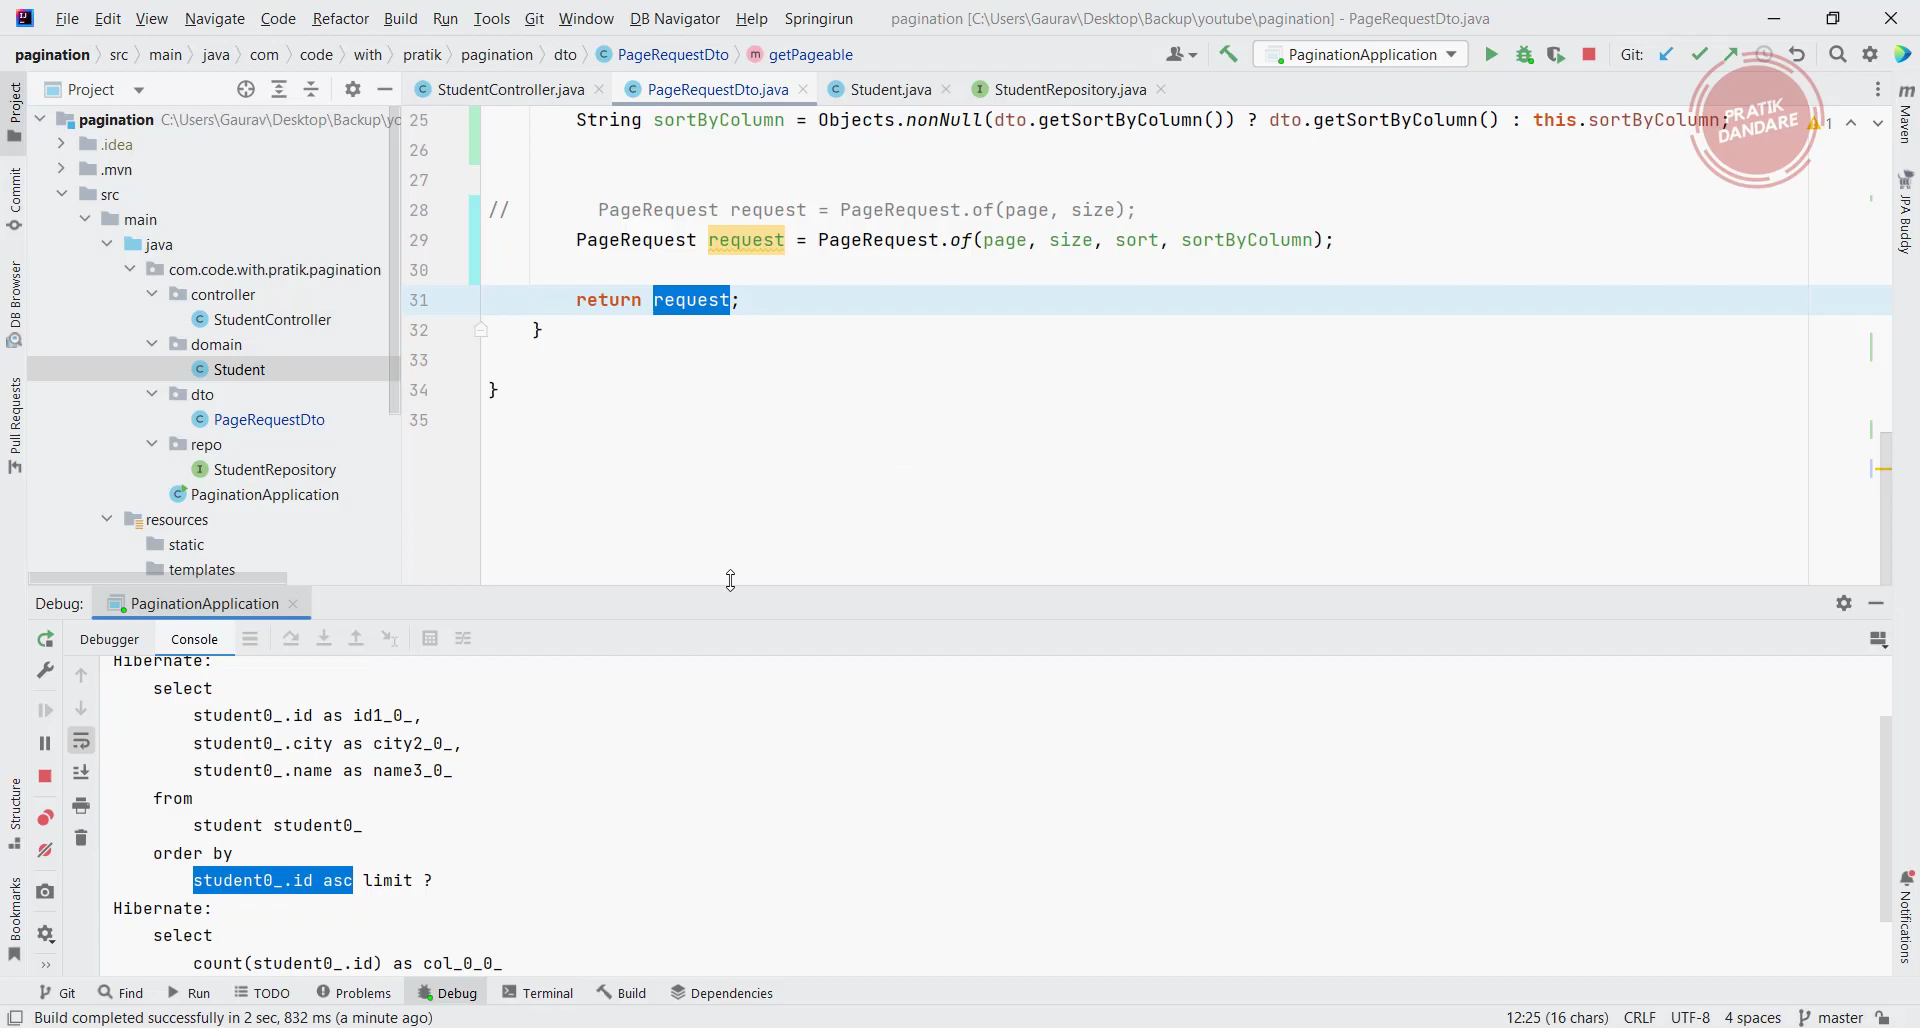 File Edit View Navigate Code Refactor Build Run Tools Git Window DB Navigator Help Springirun pagination [C:\Users\Gaurav\Desktop\Backup\youtube\pagination] - PageRequestDto.java
pagination src main java com code with pratik pagination dto PageRequestDto getPageable PaginationApplication Git:
Project StudentController.java PageRequestDto.java Student.java StudentRepository.java
pagination C:\Users\Gaurav\Desktop\Backup\yo
.idea
.mvn
src
main
java
com.code.with.pratik.pagination
controller
StudentController
domain
Student
dto
PageRequestDto
repo
StudentRepository
PaginationApplication
resources
static
templates
25 String sortByColumn = Objects.nonNull(dto.getSortByColumn()) ? dto.getSortByColumn() : this.sortByColumn;
26
27
28 // PageRequest request = PageRequest.of(page, size);
29 PageRequest request = PageRequest.of(page, size, sort, sortByColumn);
30
31 return request;
32 }
33
34 }
35
1
PRATIK
DANDARE
Project
Commit
DB Browser
Pull Requests
Structure
Bookmarks
Maven
JPA Buddy
Notifications
Debug: PaginationApplication
Debugger Console
Hibernate:
select
student0_.id as id1_0_,
student0_.city as city2_0_,
student0_.name as name3_0_
from
student student0_
order by
student0_.id asc limit ?
Hibernate:
select
count(student0_.id) as col_0_0_
Git Find Run TODO Problems Debug Terminal Build Dependencies
Build completed successfully in 2 sec, 832 ms (a minute ago) 12:25 (16 chars) CRLF UTF-8 4 spaces master